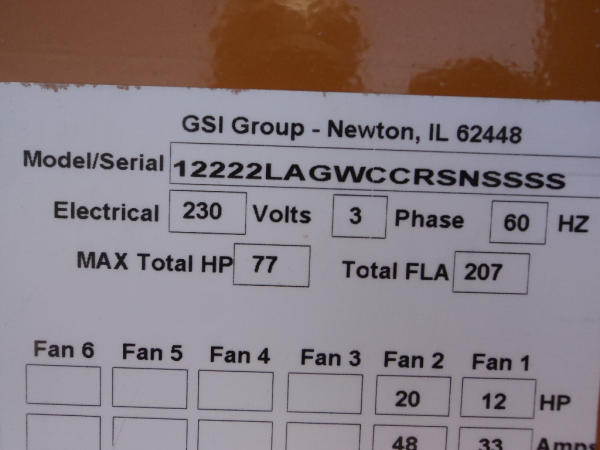 GSI Group - Newton, IL 62448
Model/Serial 12222LAGWCCRSNSSSS
Electrical 230 Volts 3 Phase 60 HZ
MAX Total HP 77 Total FLA 207
Fan 6 Fan 5 Fan 4 Fan 3 Fan 2 Fan 1
20 12 HP
48 33 Amps